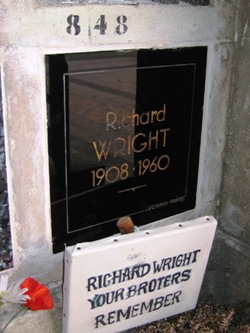 848
Richard
WRIGHT
1908-1960
RICHARD WRIGHT
YOUR BROTERS
REMEMBER